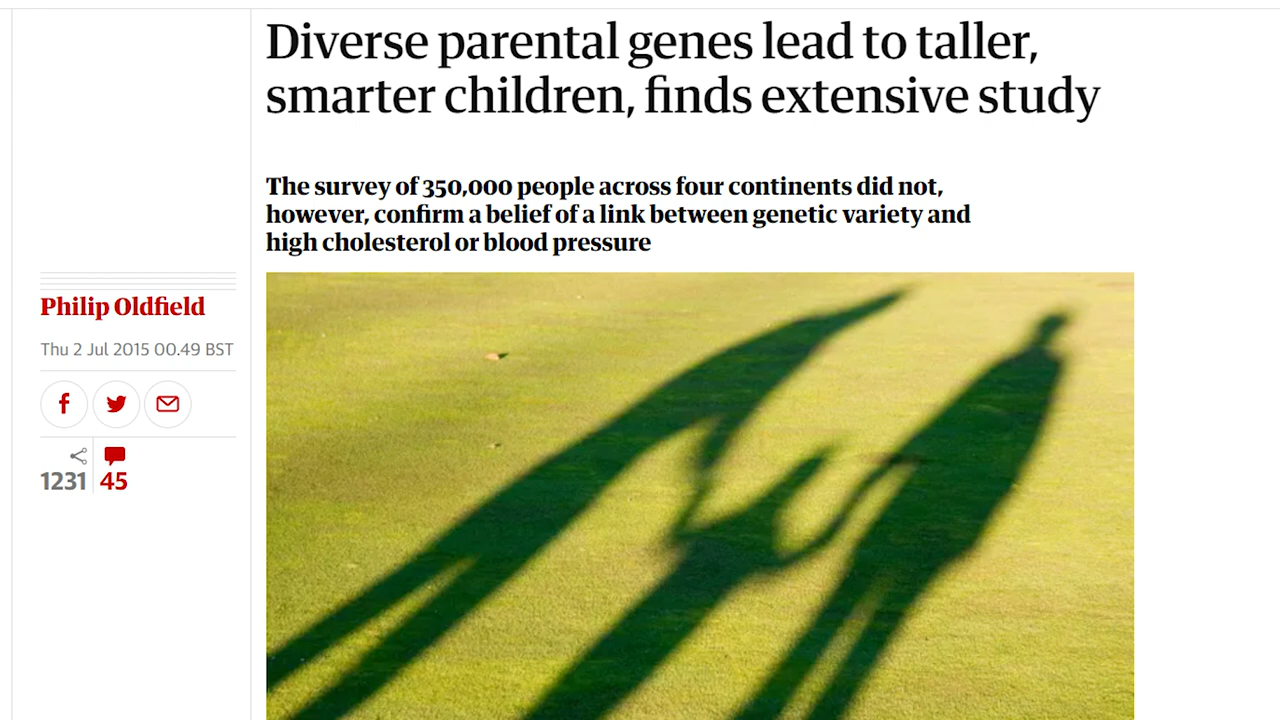 Diverse parental genes lead to taller,
smarter children, finds extensive study
The survey of 350,000 people across four continents did not,
however, confirm a belief of a link between genetic variety and
high cholesterol or blood pressure
Philip Oldfield
Thu 2 Jul 2015 00.49 BST
1231
45